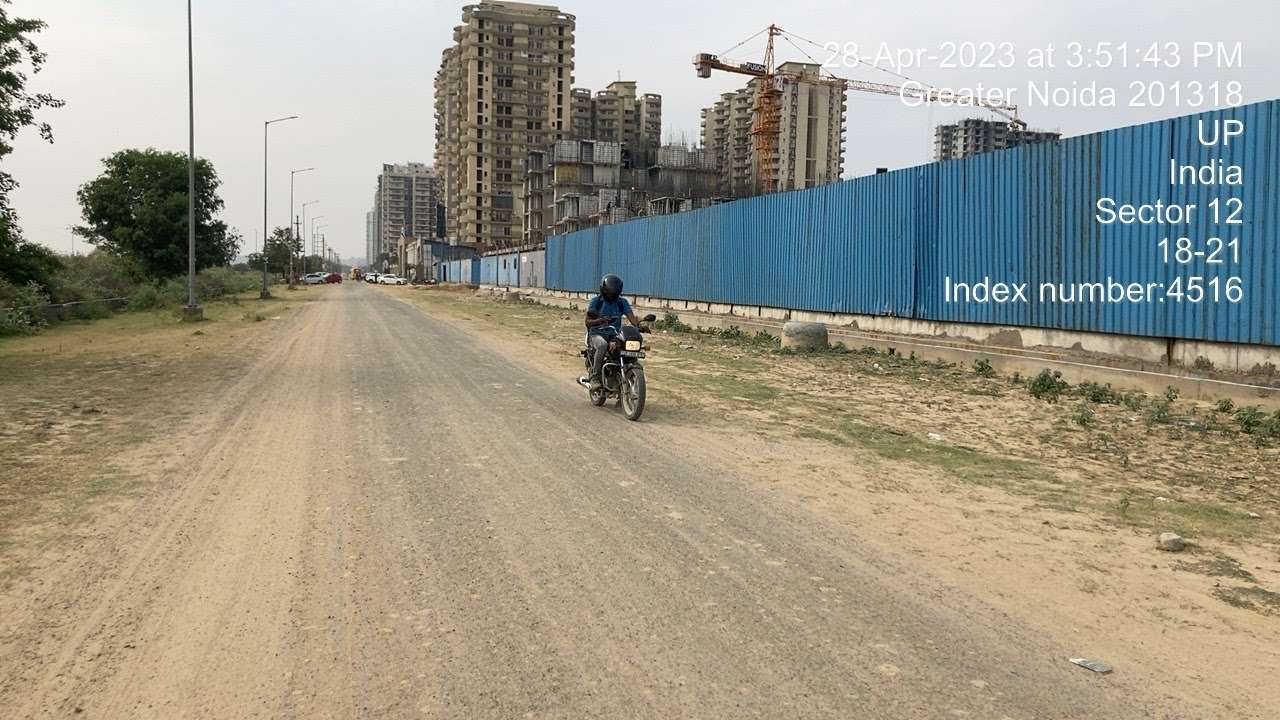 28-Apr-2023 at 3:51:43 PM
Greater Noida 201318
UP
India
Sector 12
18-21
Index number:4516